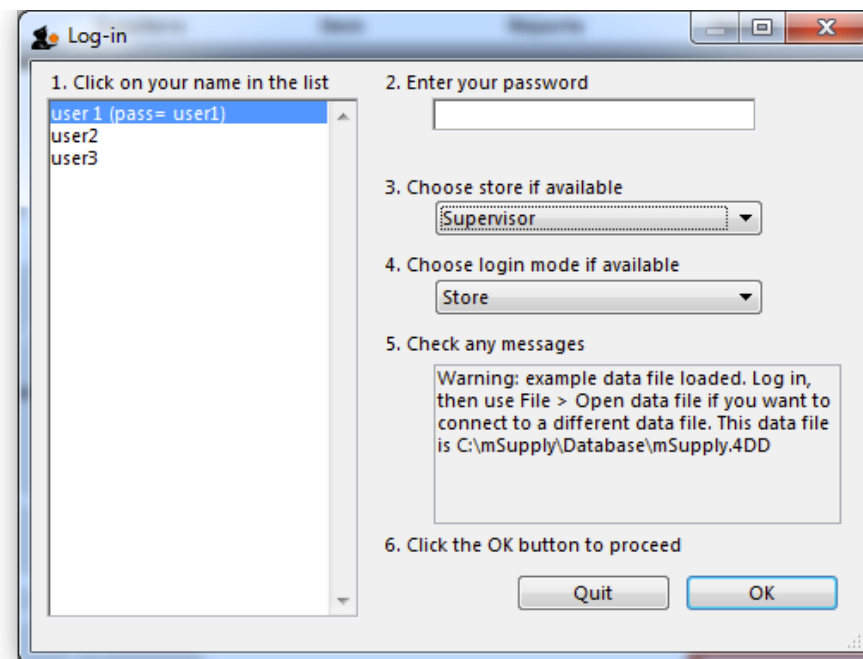 Log-in
1. Click on your name in the list
user 1 (pass= user1)
user2
user3
2. Enter your password
3. Choose store if available
Supervisor
4. Choose login mode if available
Store
5. Check any messages
Warning: example data file loaded. Log in,
then use File > Open data file if you want to
connect to a different data file. This data file
is C:\mSupply\Database\mSupply.4DD
6. Click the OK button to proceed
Quit
OK